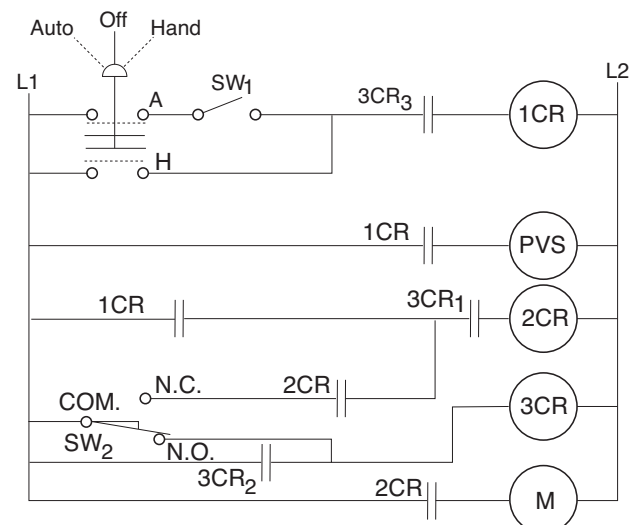 Auto Off Hand
L1 L2
A SW1 3CR3 1CR
H
1CR PVS
1CR 3CR1 2CR
N.C. 2CR
COM. 3CR
SW2 N.O.
3CR2 2CR M